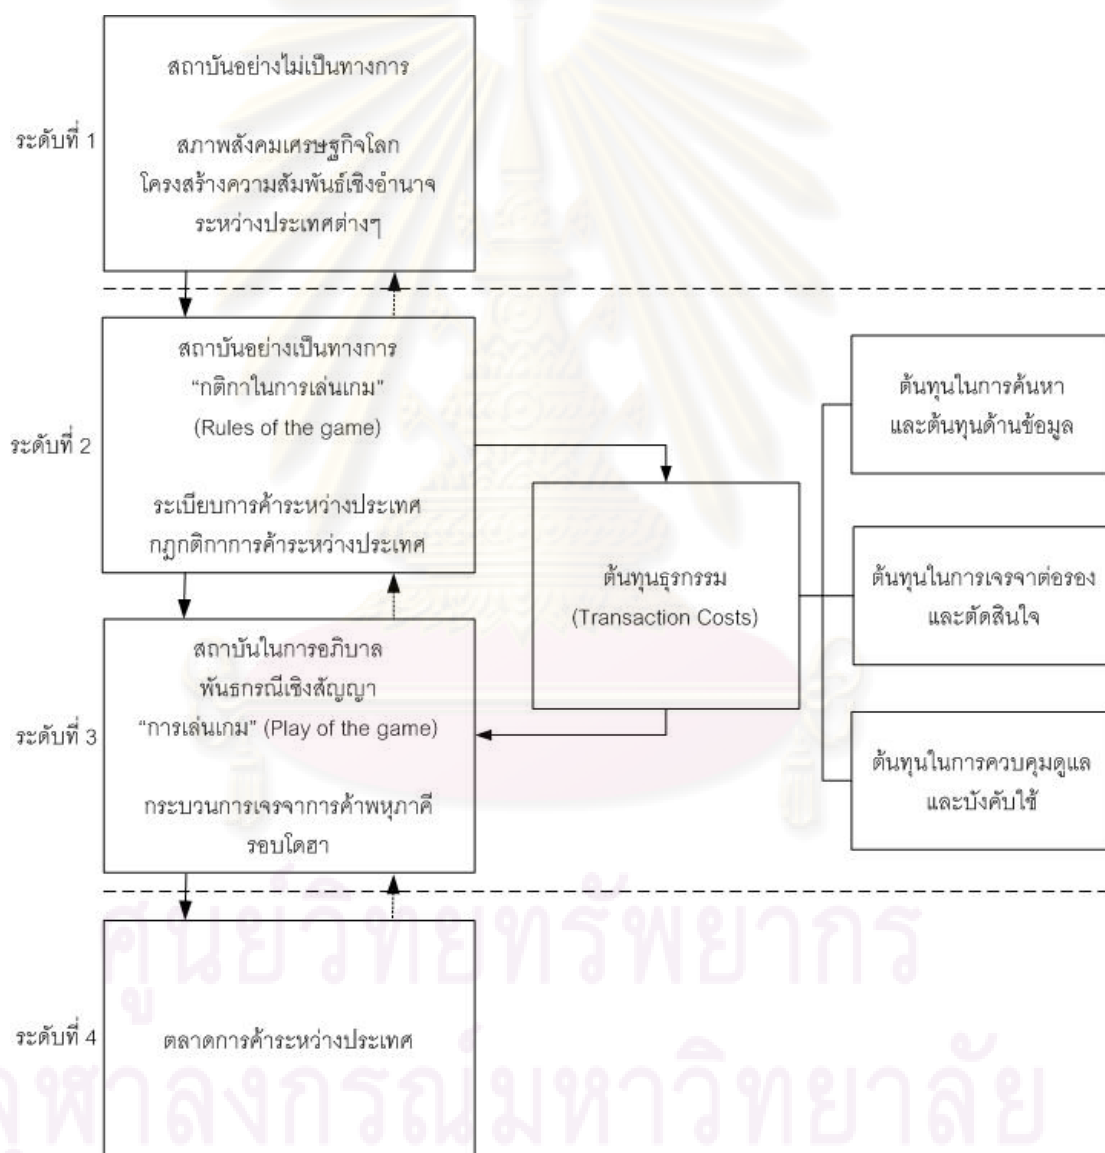 สถาบันอย่างไม่เป็นทางการ
ระดับที่ 1
สภาพสังคมเศรษฐกิจโลก
โครงสร้างความสัมพันธ์เชิงอำนาจ
ระหว่างประเทศต่างๆ
สถาบันอย่างเป็นทางการ
“กติกาในการเล่นเกม”
(Rules of the game)
ระดับที่ 2
ระเบียบการค้าระหว่างประเทศ
กฎกติกาการค้าระหว่างประเทศ
ต้นทุนธุรกรรม
(Transaction Costs)
ต้นทุนในการค้นหา
และต้นทุนด้านข้อมูล
ต้นทุนในการเจรจาต่อรอง
และตัดสินใจ
ต้นทุนในการควบคุมดูแล
และบังคับใช้
สถาบันในการอภิบาล
พันธกรณีเชิงสัญญา
“การเล่นเกม” (Play of the game)
ระดับที่ 3
กระบวนการเจรจาการค้าพหุภาคี
รอบโดฮา
ศูนย์วิทยทรัพยากร
ระดับที่ 4
ตลาดการค้าระหว่างประเทศ
จุฬาลงกรณ์มหาวิทยาลัย